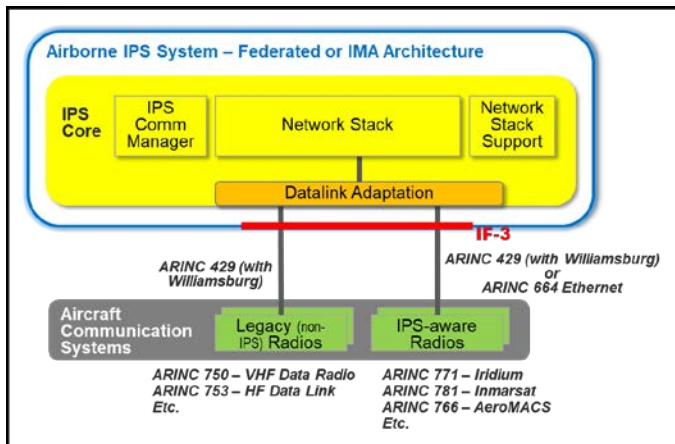 Airborne IPS System – Federated or IMA Architecture
IPS
Core
IPS
Comm
Manager
Network Stack
Network
Stack
Support
Datalink Adaptation
IF-3
ARINC 429 (with
Williamsburg)
ARINC 429 (with Williamsburg)
or
ARINC 664 Ethernet
Aircraft
Communication
Systems
Legacy (non-
IPS) Radios
IPS-aware
Radios
ARINC 750 – VHF Data Radio
ARINC 753 – HF Data Link
Etc.
ARINC 771 – Iridium
ARINC 781 – Inmarsat
ARINC 766 – AeroMACS
Etc.